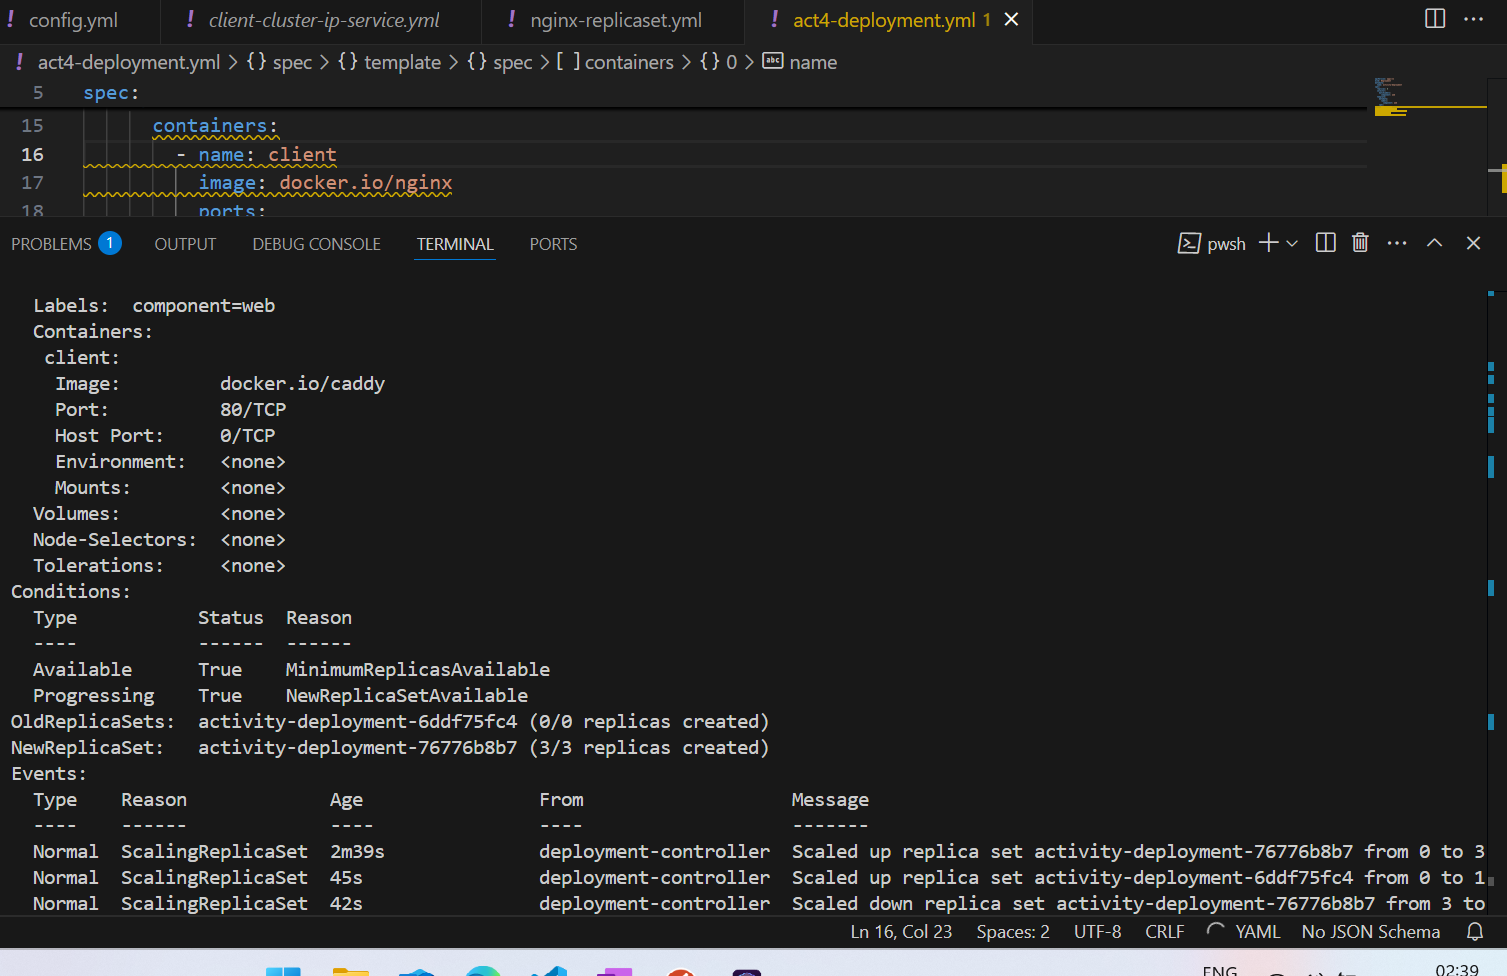 ! config.yml ! client-cluster-ip-service.yml ! nginx-replicaset.yml ! act4-deployment.yml 1
! act4-deployment.yml > {} spec > {} template > {} spec > [ ] containers > {} 0 > abc name
5 spec:
15 containers:
16 - name: client
17 image: docker.io/nginx
18 ports:
PROBLEMS 1 OUTPUT DEBUG CONSOLE TERMINAL PORTS pwsh
Labels: component=web
Containers:
client:
Image: docker.io/caddy
Port: 80/TCP
Host Port: 0/TCP
Environment: <none>
Mounts: <none>
Volumes: <none>
Node-Selectors: <none>
Tolerations: <none>
Conditions:
Type Status Reason
---- ------ ------
Available True MinimumReplicasAvailable
Progressing True NewReplicaSetAvailable
OldReplicaSets: activity-deployment-6ddf75fc4 (0/0 replicas created)
NewReplicaSet: activity-deployment-76776b8b7 (3/3 replicas created)
Events:
Type Reason Age From Message
---- ------ ---- ---- -------
Normal ScalingReplicaSet 2m39s deployment-controller Scaled up replica set activity-deployment-76776b8b7 from 0 to 3
Normal ScalingReplicaSet 45s deployment-controller Scaled up replica set activity-deployment-6ddf75fc4 from 0 to 1
Normal ScalingReplicaSet 42s deployment-controller Scaled down replica set activity-deployment-76776b8b7 from 3 to
Ln 16, Col 23 Spaces: 2 UTF-8 CRLF YAML No JSON Schema
ENG 02:39